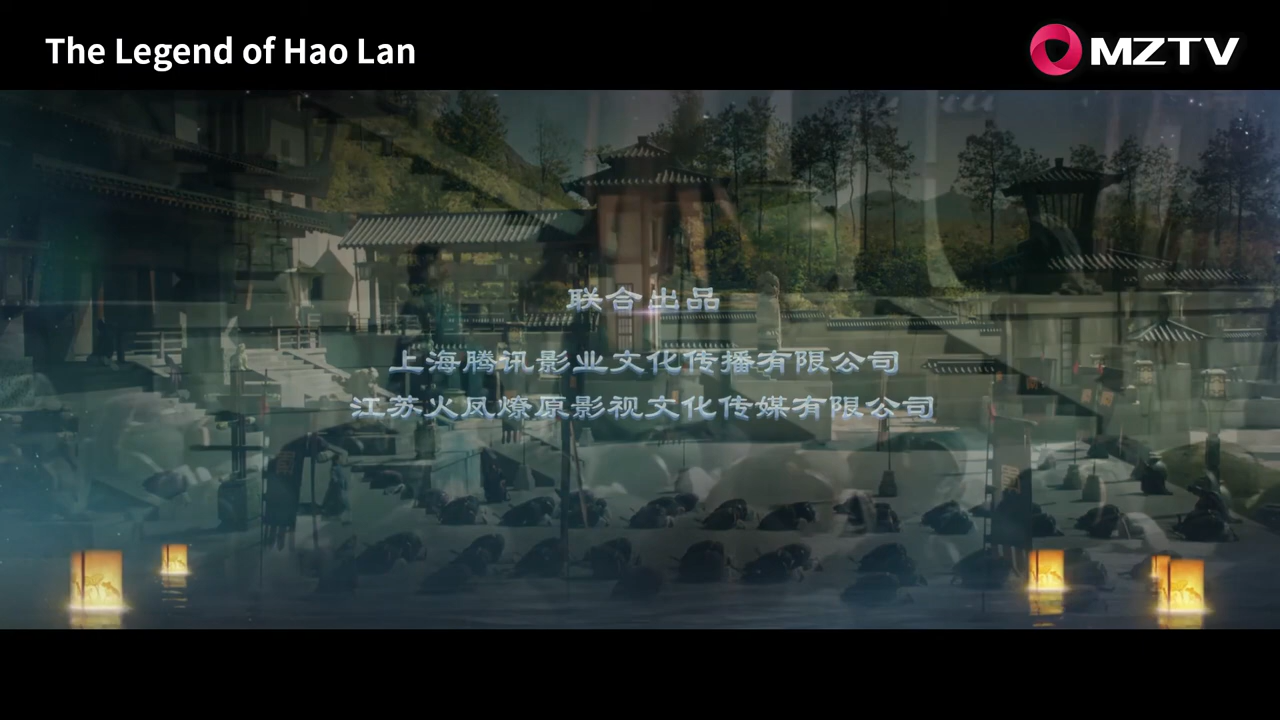 The Legend of Hao Lan
MZTV
联合出品
上海腾讯影业文化传播有限公司
江苏火凤燎原影视文化传媒有限公司